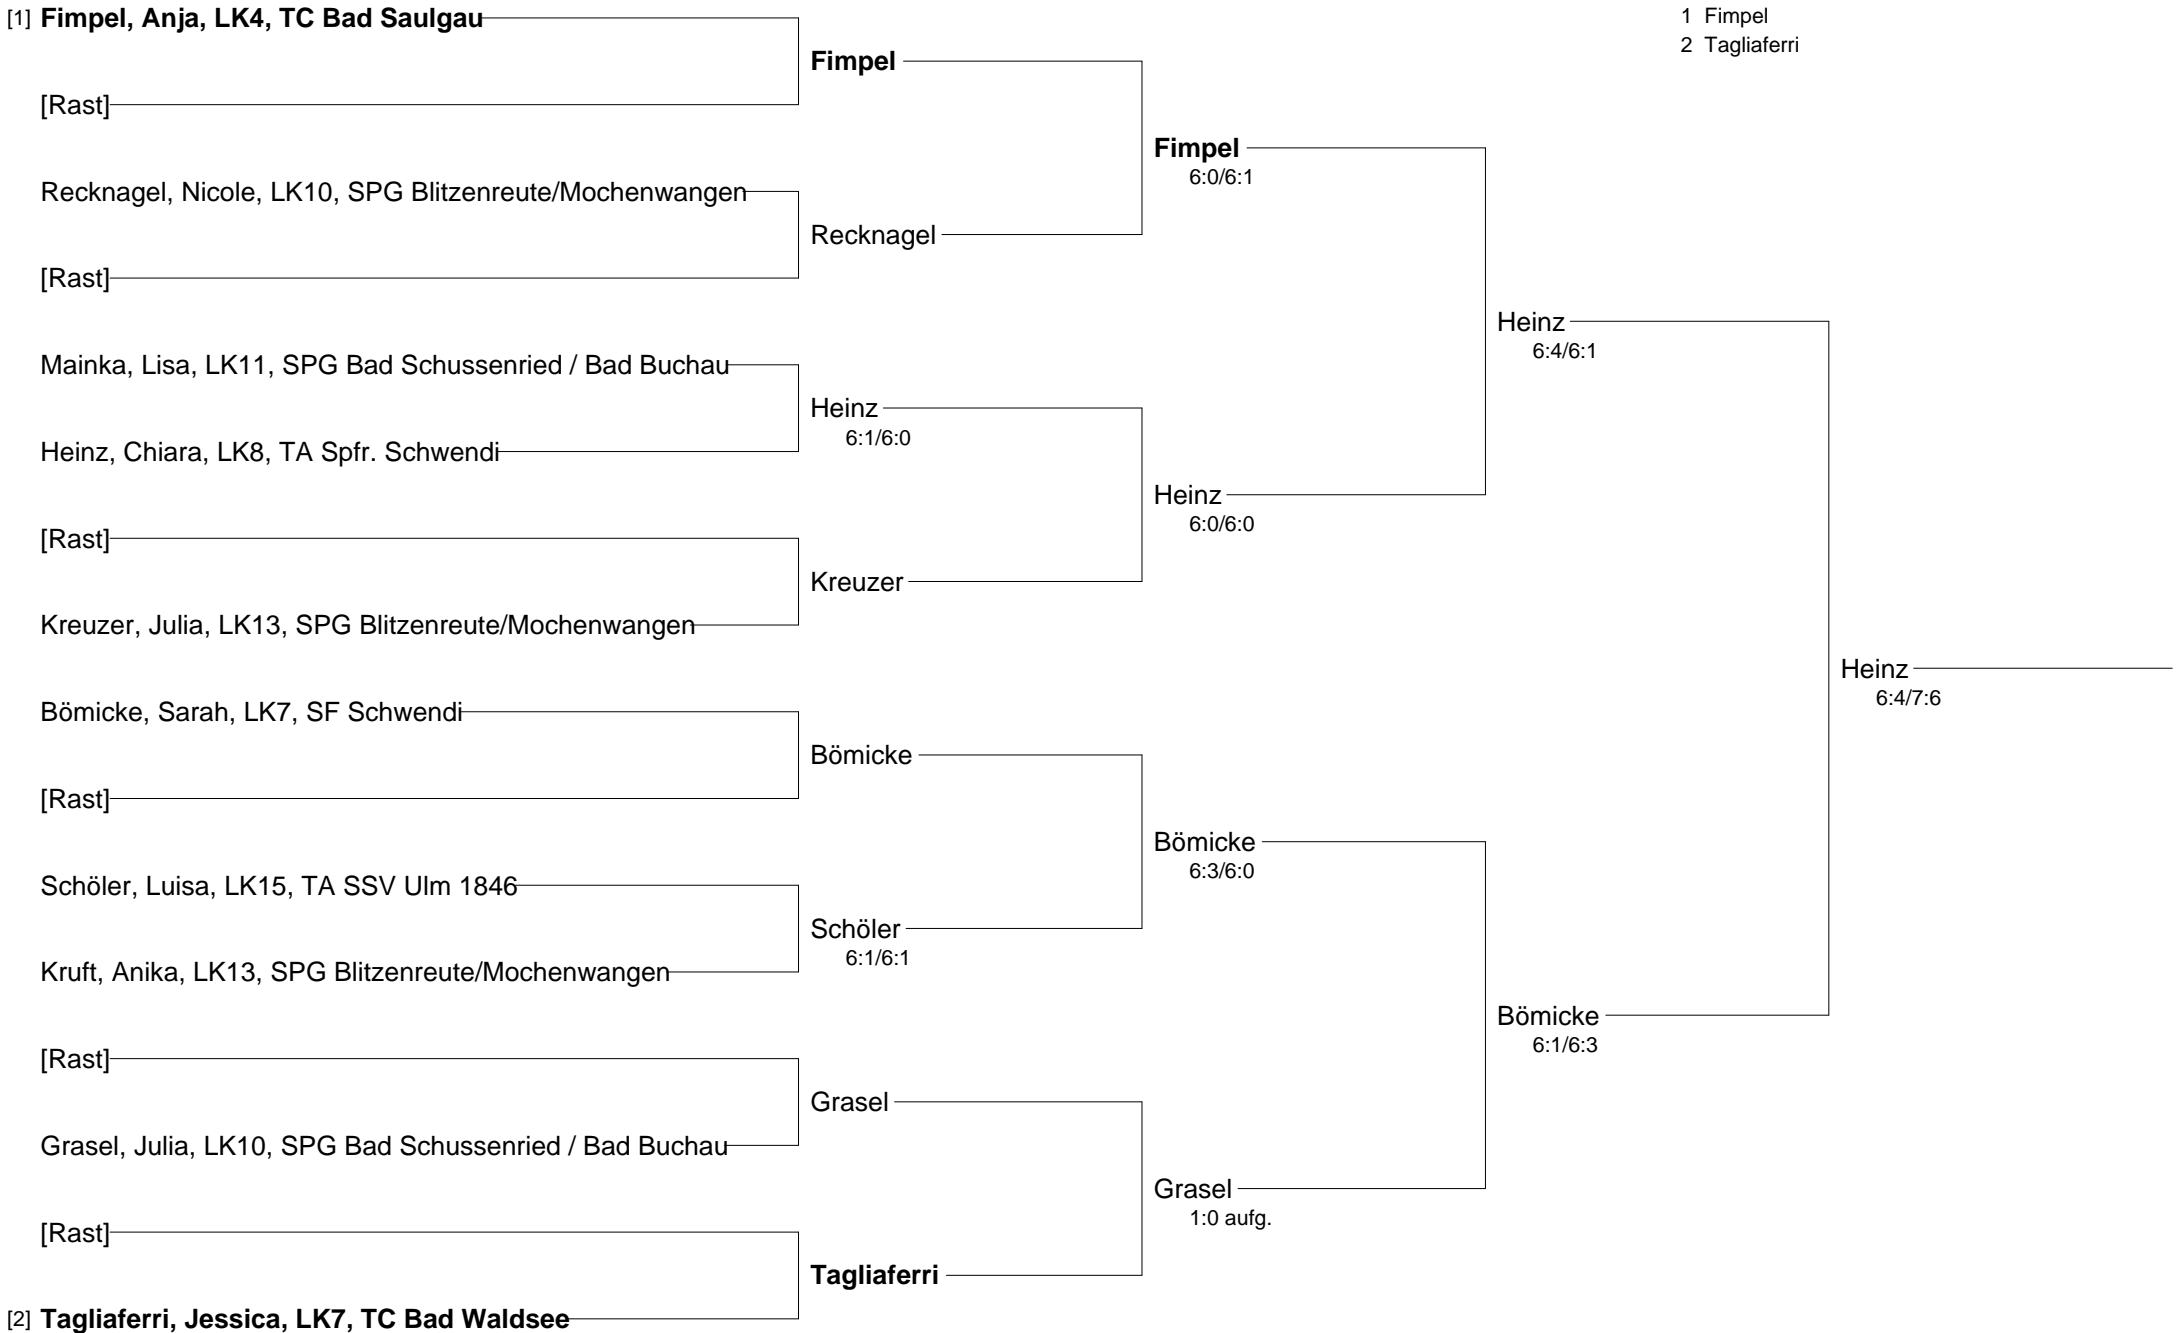 [1] Fimpel, Anja, LK4, TC Bad Saulgau
1 Fimpel
2 Tagliaferri
Fimpel
[Rast]
Fimpel
6:0/6:1
Recknagel, Nicole, LK10, SPG Blitzenreute/Mochenwangen
Recknagel
[Rast]
Heinz
6:4/6:1
Mainka, Lisa, LK11, SPG Bad Schussenried / Bad Buchau
Heinz
6:1/6:0
Heinz, Chiara, LK8, TA Spfr. Schwendi
Heinz
6:0/6:0
[Rast]
Kreuzer
Kreuzer, Julia, LK13, SPG Blitzenreute/Mochenwangen
Heinz
6:4/7:6
Bömicke, Sarah, LK7, SF Schwendi
Bömicke
[Rast]
Bömicke
6:3/6:0
Schöler, Luisa, LK15, TA SSV Ulm 1846
Schöler
6:1/6:1
Kruft, Anika, LK13, SPG Blitzenreute/Mochenwangen
Bömicke
6:1/6:3
[Rast]
Grasel
Grasel, Julia, LK10, SPG Bad Schussenried / Bad Buchau
Grasel
1:0 aufg.
[Rast]
Tagliaferri
[2] Tagliaferri, Jessica, LK7, TC Bad Waldsee